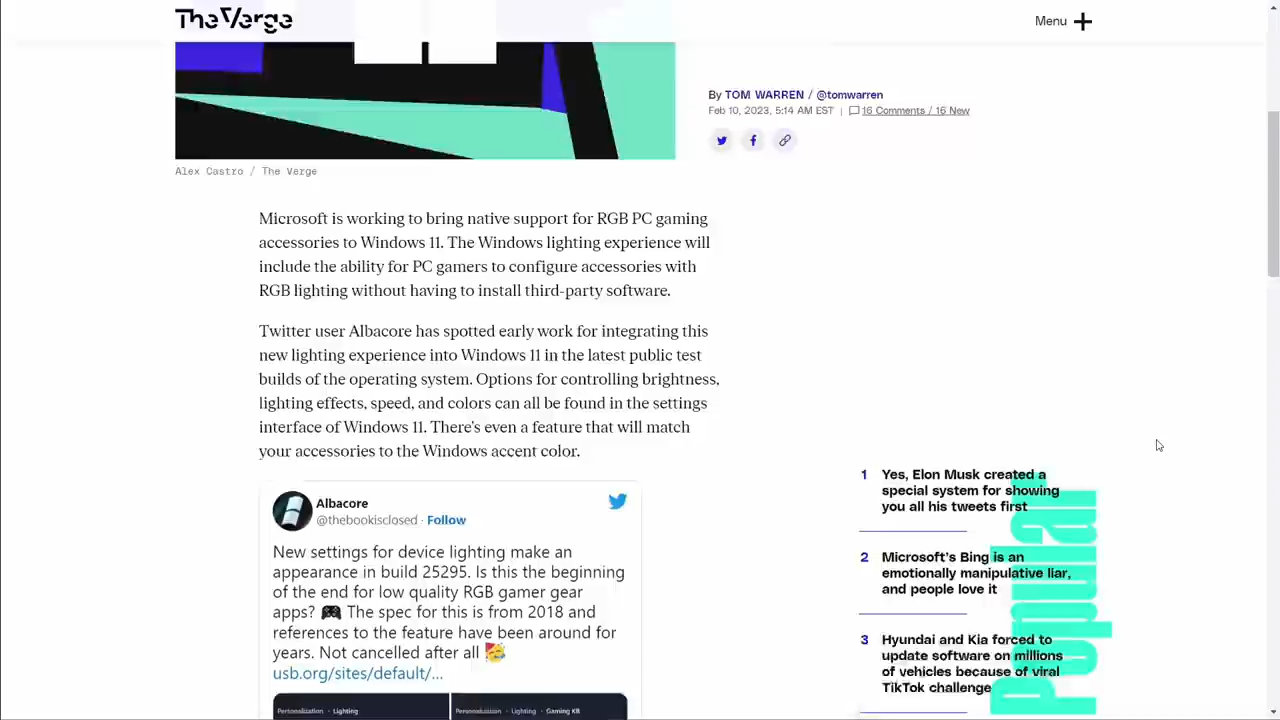 The Verge
Menu
By TOM WARREN / @tomwarren
Feb 10, 2023, 5:14 AM EST | 16 Comments / 16 New
Alex Castro / The Verge
Microsoft is working to bring native support for RGB PC gaming
accessories to Windows 11. The Windows lighting experience will
include the ability for PC gamers to configure accessories with
RGB lighting without having to install third-party software.
Twitter user Albacore has spotted early work for integrating this
new lighting experience into Windows 11 in the latest public test
builds of the operating system. Options for controlling brightness,
lighting effects, speed, and colors can all be found in the settings
interface of Windows 11. There's even a feature that will match
your accessories to the Windows accent color.
Albacore
@thebookisclosed · Follow
New settings for device lighting make an
appearance in build 25295. Is this the beginning
of the end for low quality RGB gamer gear
apps? 🎮 The spec for this is from 2018 and
references to the feature have been around for
years. Not cancelled after all 🥳
usb.org/sites/default/...
Personalization › Lighting
Personalization › Lighting › Gaming KB
1 Yes, Elon Musk created a
special system for showing
you all his tweets first
2 Microsoft's Bing is an
emotionally manipulative liar,
and people love it
3 Hyundai and Kia forced to
update software on millions
of vehicles because of viral
TikTok challenge
Popular